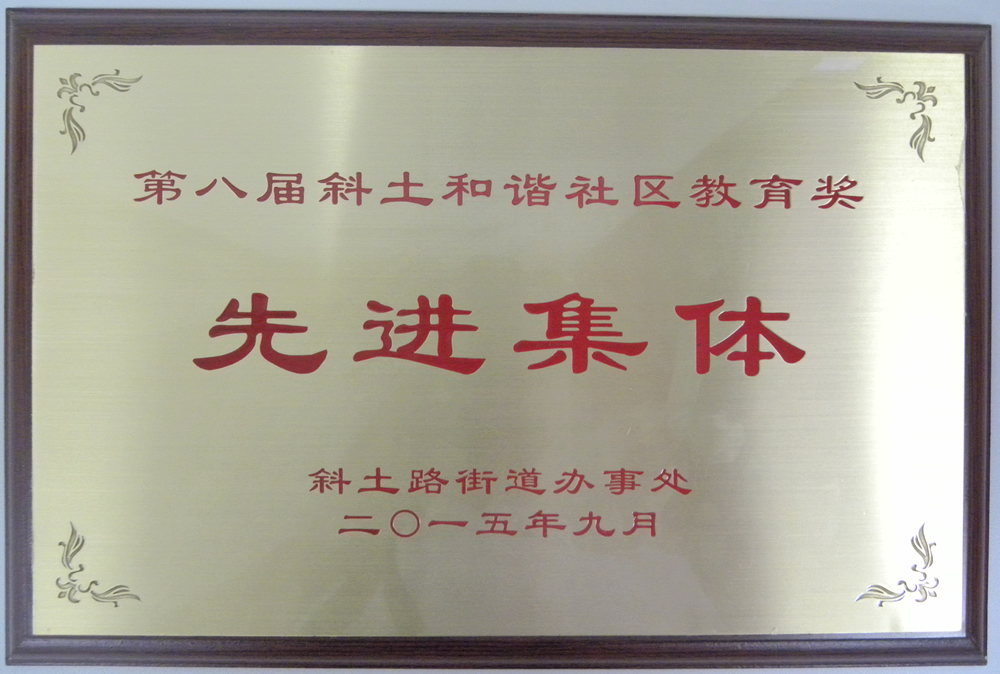 第八届斜土和谐社区教育奖
先进集体
斜土路街道办事处
二〇一五年九月